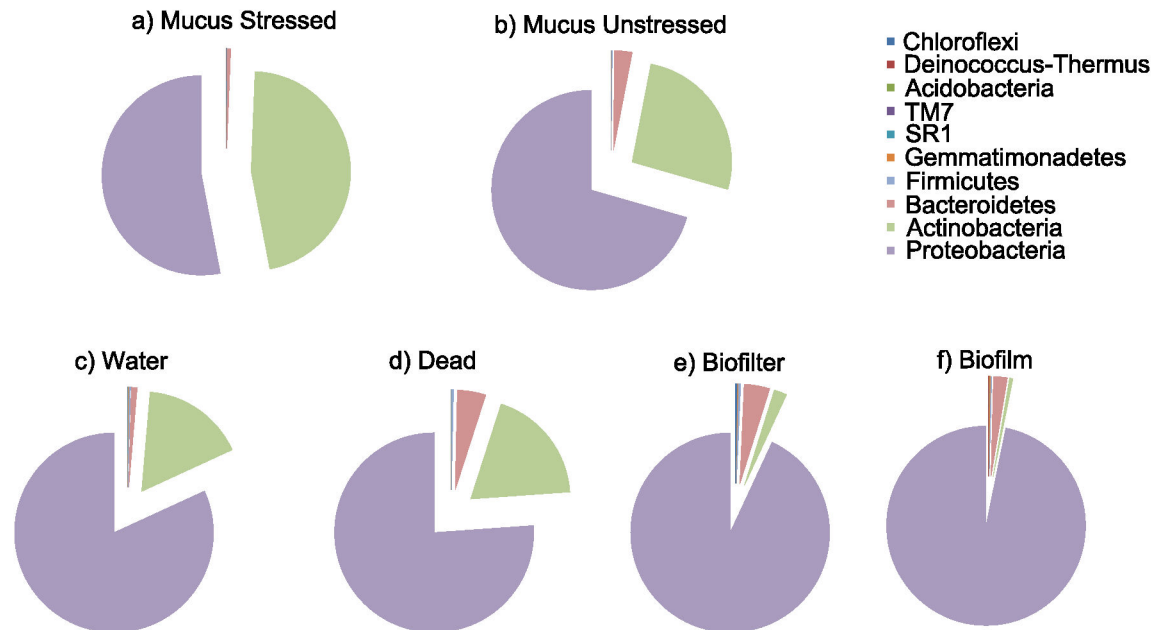 a) Mucus Stressed
b) Mucus Unstressed
Chloroflexi
Deinococcus-Thermus
Acidobacteria
TM7
SR1
Gemmatimonadetes
Firmicutes
Bacteroidetes
Actinobacteria
Proteobacteria
c) Water
d) Dead
e) Biofilter
f) Biofilm